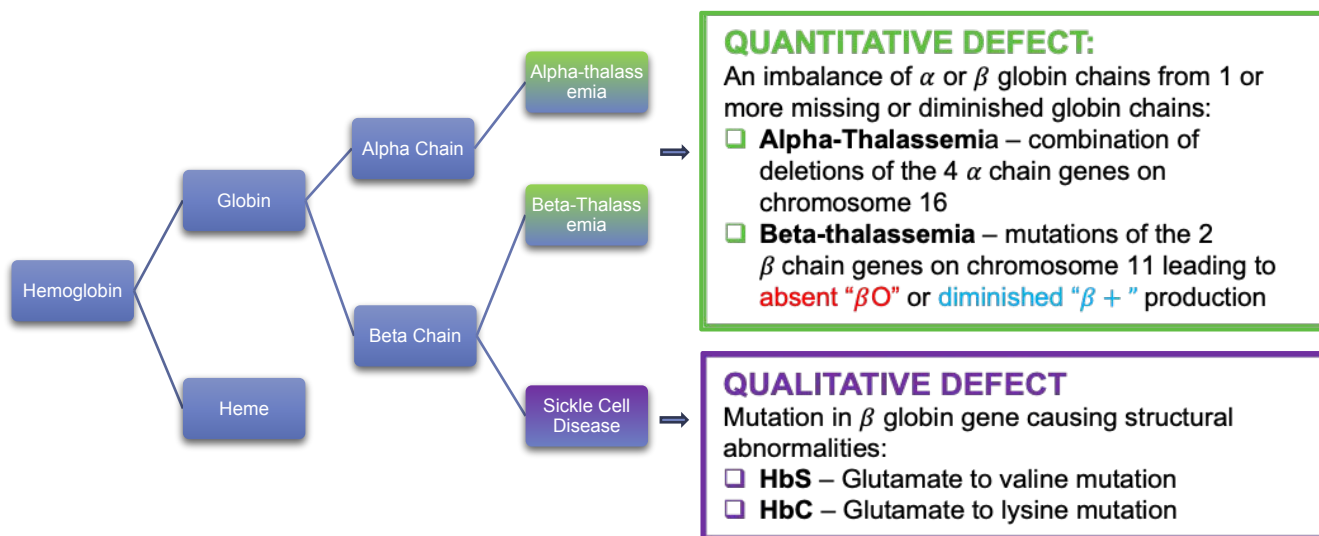 Hemoglobin
Globin
Heme
Alpha Chain
Beta Chain
Alpha-thalass
emia
Beta-Thalass
emia
Sickle Cell
Disease
QUANTITATIVE DEFECT:
An imbalance of 𝛼 or 𝛽 globin chains from 1 or
more missing or diminished globin chains:
❑ Alpha-Thalassemia – combination of
deletions of the 4 𝛼 chain genes on
chromosome 16
❑ Beta-thalassemia – mutations of the 2
𝛽 chain genes on chromosome 11 leading to
absent “𝛽O” or diminished “𝛽 + ” production
QUALITATIVE DEFECT
Mutation in 𝛽 globin gene causing structural
abnormalities:
❑ HbS – Glutamate to valine mutation
❑ HbC – Glutamate to lysine mutation